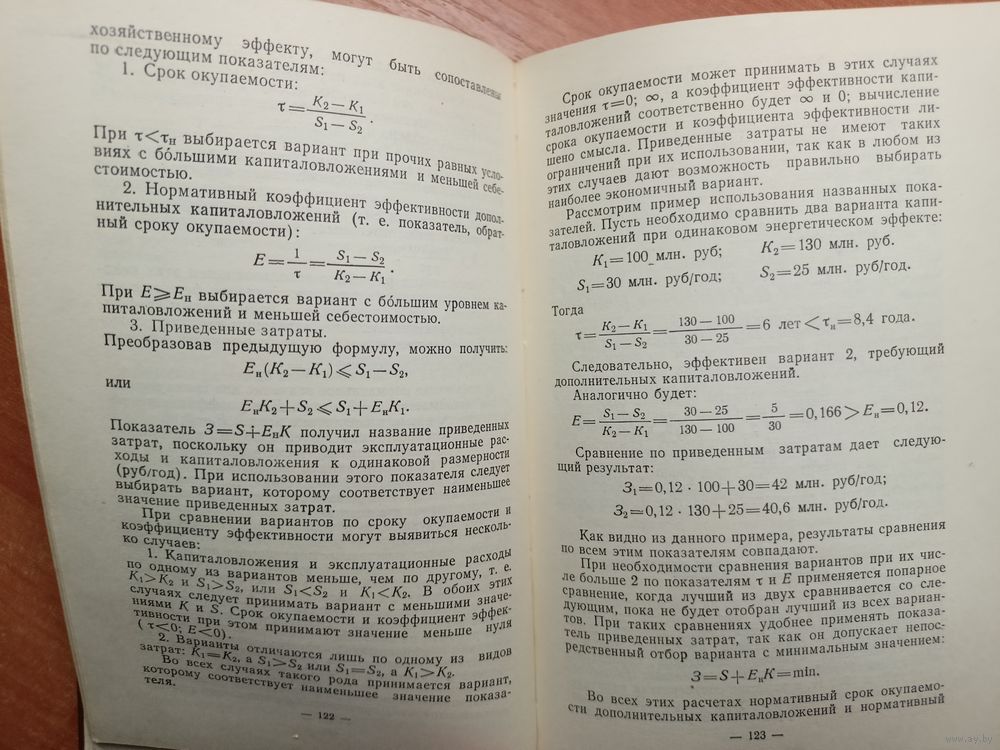 хозяйственному эффекту, могут быть сопоставлены
по следующим показателям:
1. Срок окупаемости:
τ = (K₂ — K₁) / (S₁ — S₂).
При τ<τн выбирается вариант при прочих равных усло-
виях с бо́льшими капиталовложениями и меньшей себе-
стоимостью.
2. Нормативный коэффициент эффективности допол-
нительных капиталовложений (т. е. показатель, обрат-
ный сроку окупаемости):
E = 1/τ = (S₁ — S₂) / (K₂ — K₁).
При E⩾Eн выбирается вариант с бо́льшим уровнем ка-
питаловложений и меньшей себестоимостью.
3. Приведенные затраты.
Преобразовав предыдущую формулу, можно получить:
Eн(K₂—K₁)⩽S₁—S₂,
или
EнK₂+S₂⩽S₁+EнK₁.
Показатель З=S+EнK получил название приведенных
затрат, поскольку он приводит эксплуатационные рас-
ходы и капиталовложения к одинаковой размерности
(руб/год). При использовании этого показателя следует
выбирать вариант, которому соответствует наименьшее
значение приведенных затрат.
При сравнении вариантов по сроку окупаемости и
коэффициенту эффективности могут выявиться несколь-
ко случаев:
1. Капиталовложения и эксплуатационные расходы
по одному из вариантов меньше, чем по другому, т. е.
K₁>K₂ и S₁>S₂, или S₁<S₂ и K₁<K₂. В обоих этих
случаях следует принимать вариант с меньшими значе-
ниями K и S. Срок окупаемости и коэффициент эффек-
тивности при этом принимают значение меньше нуля
(τ<0; E<0).
2. Варианты отличаются лишь по одному из видов
затрат: K₁=K₂, а S₁>S₂ или S₁=S₂, а K₁>K₂.
Во всех случаях такого рода принимается вариант,
которому соответствует наименьшее значение показа-
теля.
— 122 —
Срок окупаемости может принимать в этих случаях
значения τ=0; ∞, а коэффициент эффективности капи-
таловложений соответственно будет ∞ и 0; вычисление
срока окупаемости и коэффициента эффективности ли-
шено смысла. Приведенные затраты не имеют таких
ограничений при их использовании, так как в любом из
этих случаев дают возможность правильно выбирать
наиболее экономичный вариант.
Рассмотрим пример использования названных пока-
зателей. Пусть необходимо сравнить два варианта капи-
таловложений при одинаковом энергетическом эффекте:
K₁=100 млн. руб; K₂=130 млн. руб.
S₁=30 млн. руб/год; S₂=25 млн. руб/год.
Тогда
τ = (K₂—K₁) / (S₁—S₂) = (130—100) / (30—25) = 6 лет<τн=8,4 года.
Следовательно, эффективен вариант 2, требующий
дополнительных капиталовложений.
Аналогично будет:
E = (S₁—S₂) / (K₂—K₁) = (30—25) / (130—100) = 5/30 = 0,166>Eн=0,12.
Сравнение по приведенным затратам дает следую-
щий результат:
З₁=0,12 · 100+30=42 млн. руб/год;
З₂=0,12 · 130+25=40,6 млн. руб/год.
Как видно из данного примера, результаты сравнения
по всем этим показателям совпадают.
При необходимости сравнения вариантов при их чис-
ле больше 2 по показателям τ и E применяется попарное
сравнение, когда лучший из двух сравнивается со сле-
дующим, пока не будет отобран лучший из всех вариан-
тов. При таких сравнениях удобнее применять показа-
тель приведенных затрат, так как он допускает непос-
редственный отбор варианта с минимальным значением:
З=S+EнK=min.
Во всех этих расчетах нормативный срок окупаемо-
сти дополнительных капиталовложений и нормативный
— 123 —
www.ay.by